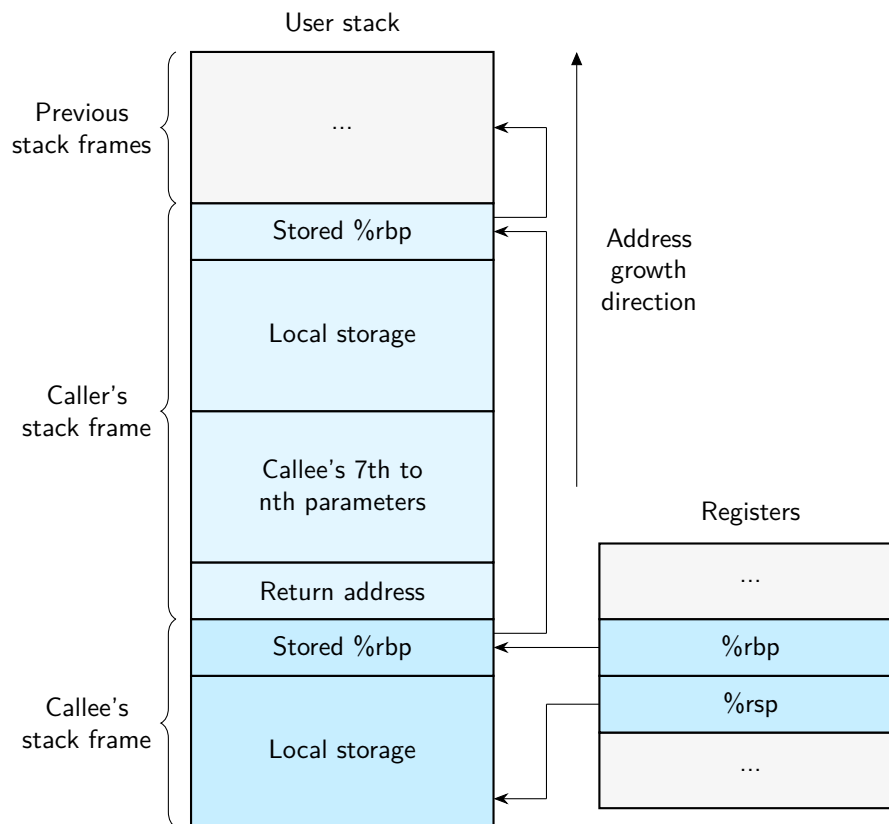 User stack
Previous
stack frames
...
Stored %rbp
Local storage
Address
growth
direction
Caller's
stack frame
Callee's 7th to
nth parameters
Return address
Registers
...
Stored %rbp
%rbp
%rsp
Callee's
stack frame
Local storage
...